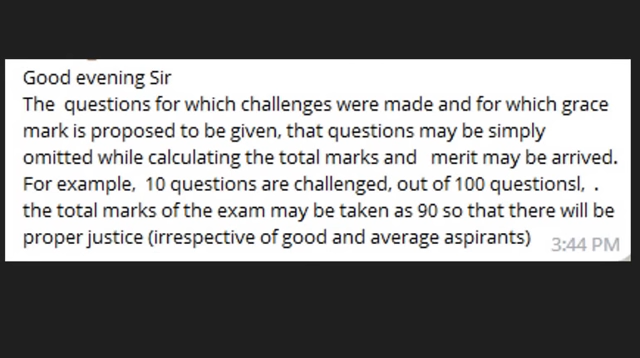 Good evening Sir
The questions for which challenges were made and for which grace
mark is proposed to be given, that questions may be simply
omitted while calculating the total marks and merit may be arrived.
For example, 10 questions are challenged, out of 100 questionsl, .
the total marks of the exam may be taken as 90 so that there will be
proper justice (irrespective of good and average aspirants) 3:44 PM